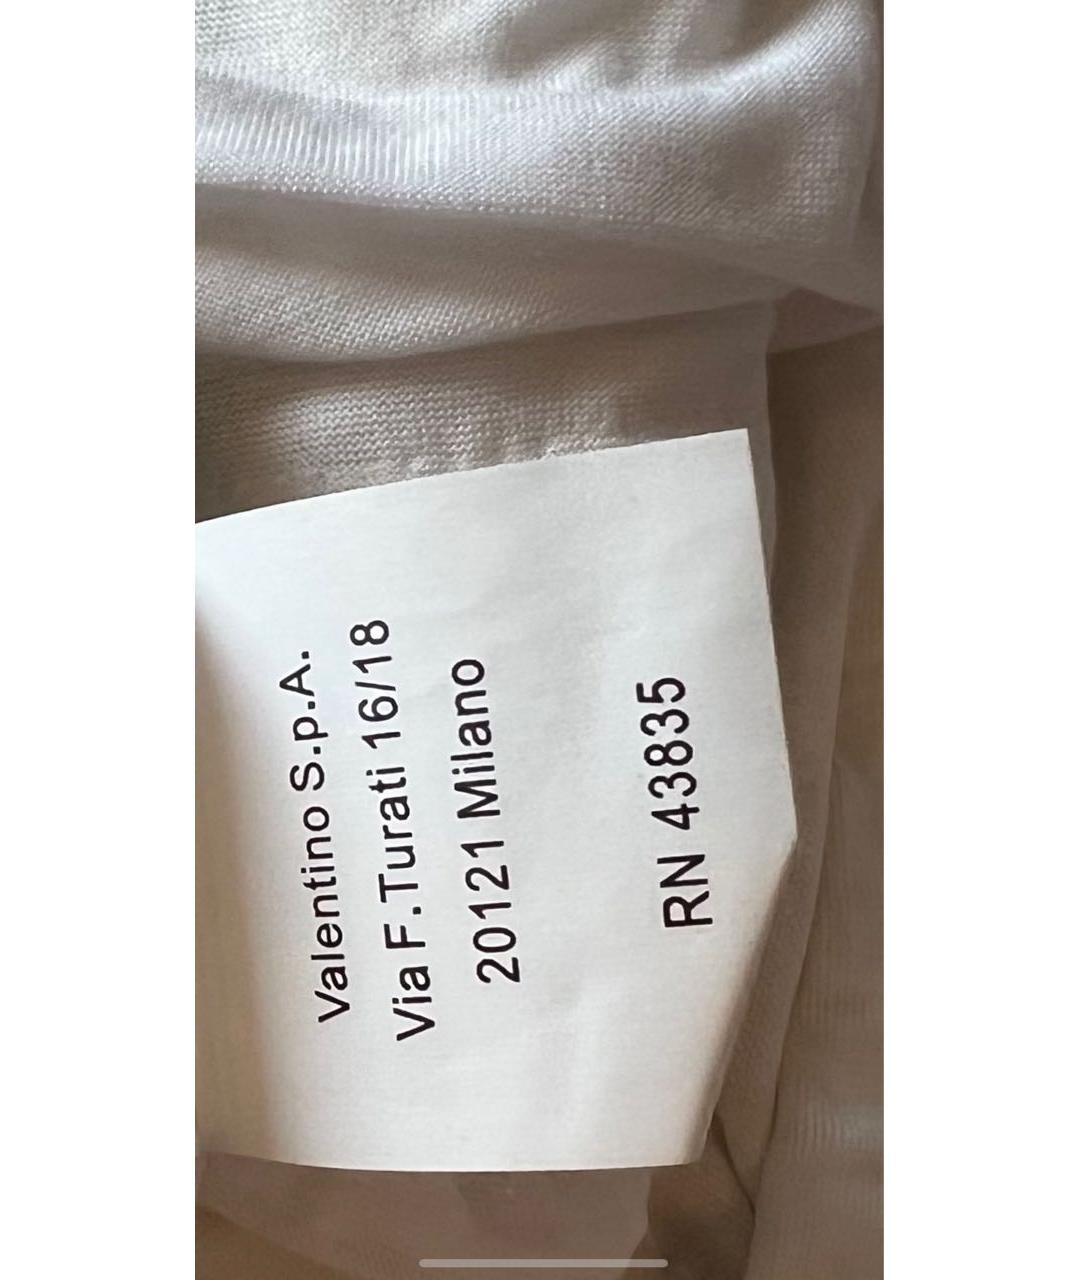 Valentino S.p.A.
Via F.Turati 16/18
20121 Milano
RN 43835